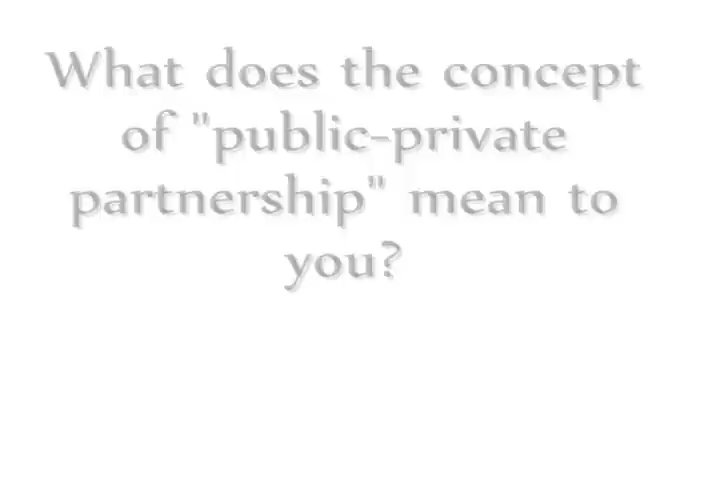 What does the concept
of "public-private
partnership" mean to
you?